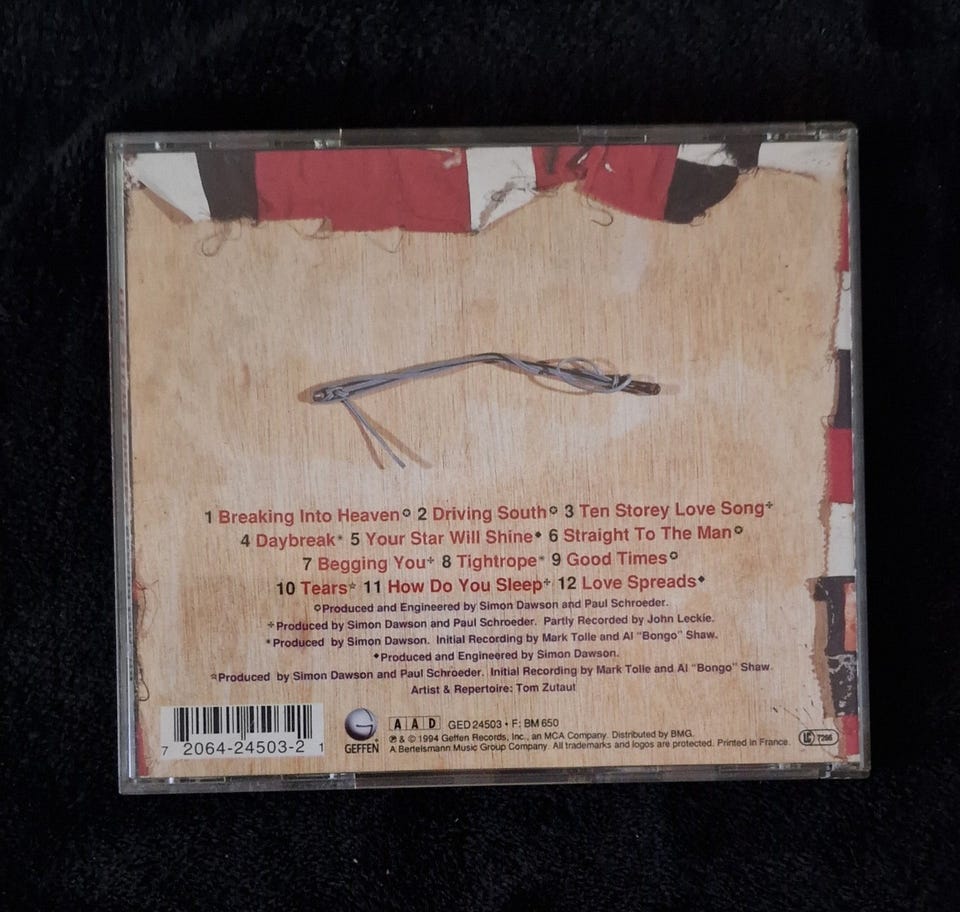 1 Breaking Into Heaven✪ 2 Driving South✪ 3 Ten Storey Love Song✢
4 Daybreak* 5 Your Star Will Shine◆ 6 Straight To The Man✪
7 Begging You✢ 8 Tightrope* 9 Good Times✪
10 Tears☆ 11 How Do You Sleep✢ 12 Love Spreads◆
✪Produced and Engineered by Simon Dawson and Paul Schroeder.
✢Produced by Simon Dawson and Paul Schroeder. Partly Recorded by John Leckie.
*Produced by Simon Dawson. Initial Recording by Mark Tolle and Al "Bongo" Shaw.
◆Produced and Engineered by Simon Dawson.
☆Produced by Simon Dawson and Paul Schroeder. Initial Recording by Mark Tolle and Al "Bongo" Shaw.
Artist & Repertoire: Tom Zutaut
7 2064-24503-2 1
GEFFEN
AAD GED 24503 • F: BM 650
℗ & © 1994 Geffen Records, Inc., an MCA Company. Distributed by BMG.
A Bertelsmann Music Group Company. All trademarks and logos are protected. Printed in France.
LC 7266